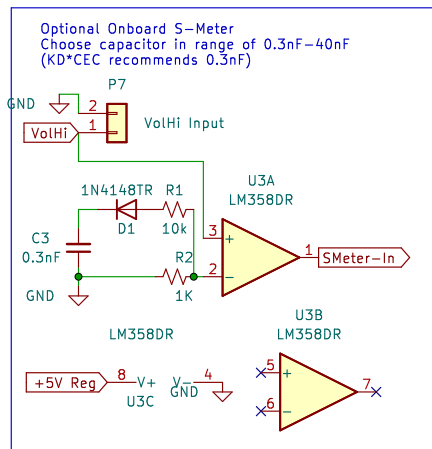 Optional Onboard S-Meter
Choose capacitor in range of 0.3nF-40nF
(KD*CEC recommends 0.3nF)
P7
GND
2
1
VolHi
VolHi Input
U3A
LM358DR
1N4148TR
R1
D1
10k
3
+
C3
0.3nF
R2
1K
2
-
1
SMeter-In
GND
LM358DR
U3B
LM358DR
+5V Reg
8
V+
V-
4
GND
U3C
5
+
6
-
7